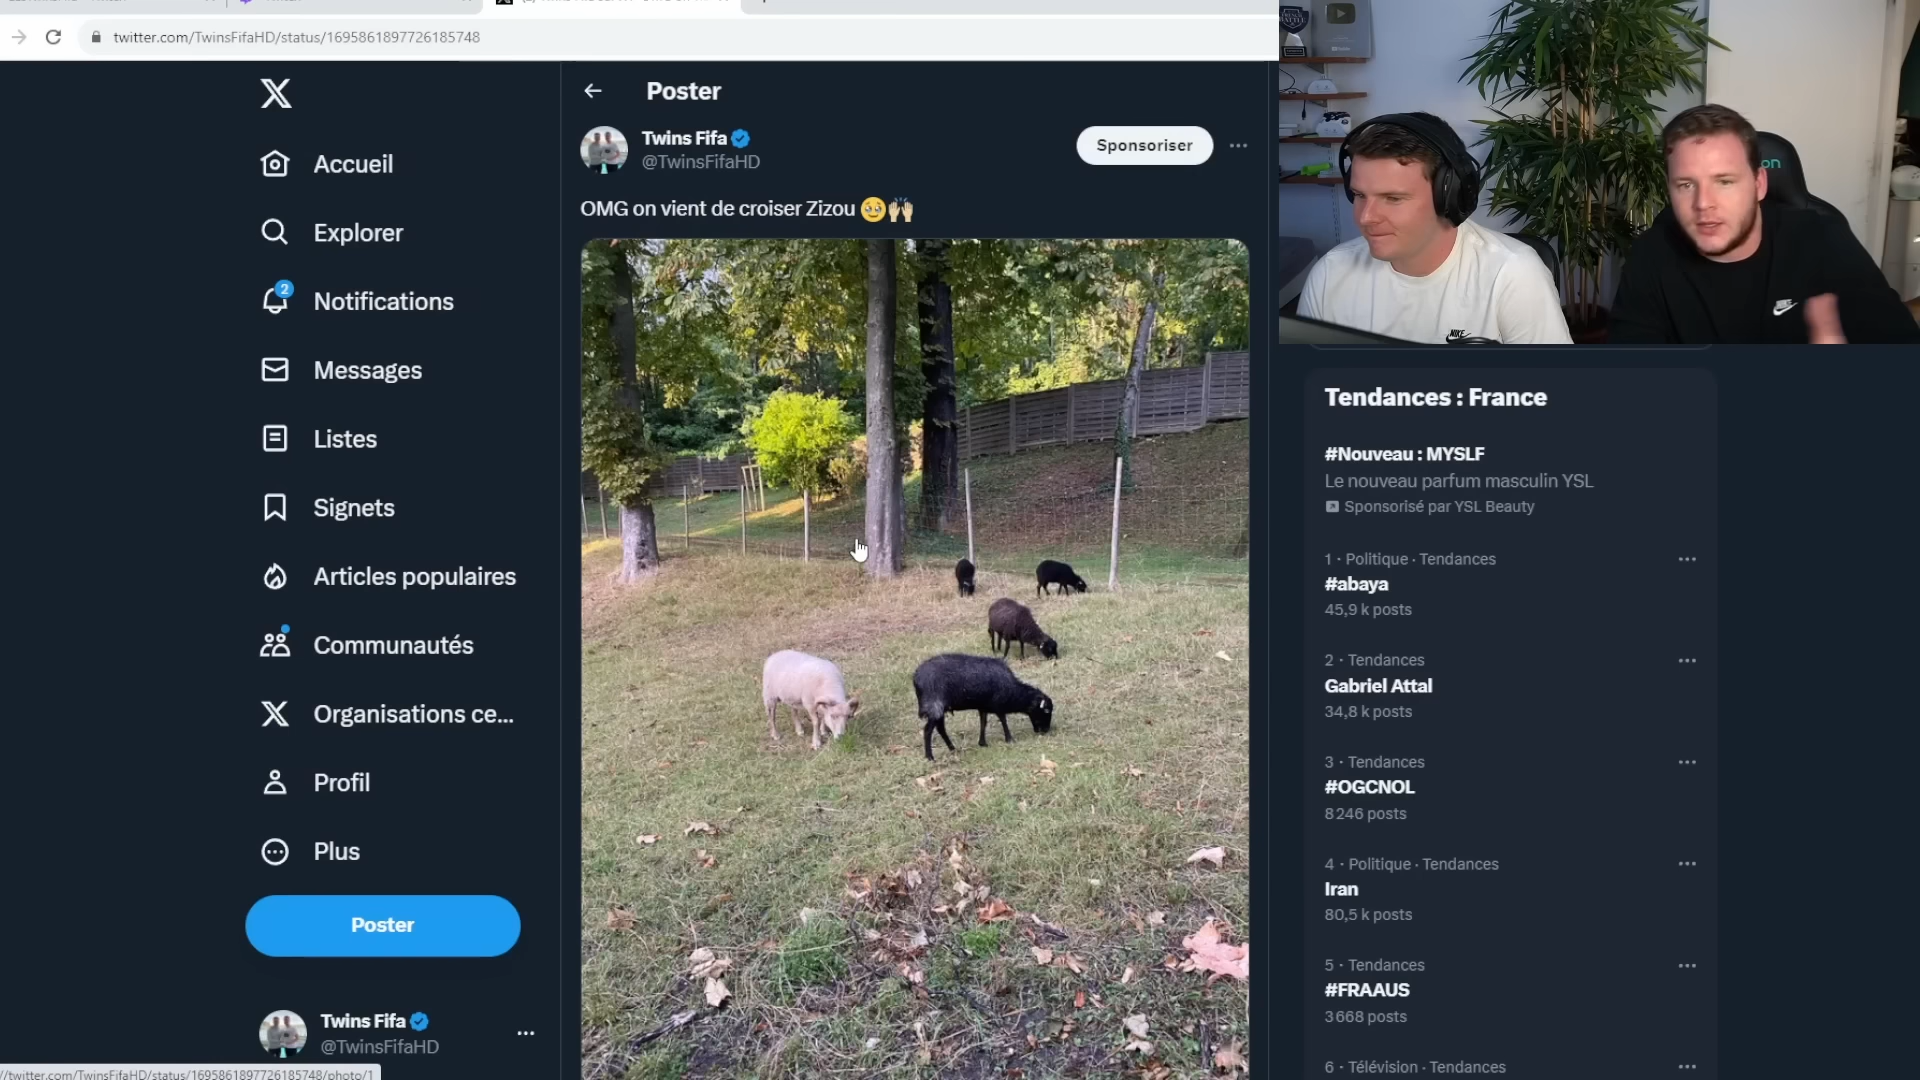 twitter.com/TwinsFifaHD/status/1695861897726185748
Accueil
Explorer
2
Notifications
Messages
Listes
Signets
Articles populaires
Communautés
Organisations ce...
Profil
Plus
Poster
Twins Fifa
@TwinsFifaHD
//twitter.com/TwinsFifaHD/status/1695861897726185748/photo/1
Poster
Twins Fifa
@TwinsFifaHD
Sponsoriser
OMG on vient de croiser Zizou 🥹🙌🏼
on
NIKE
NIKE
Tendances : France
#Nouveau : MYSLF
Le nouveau parfum masculin YSL
Sponsorisé par YSL Beauty
1 · Politique · Tendances
#abaya
45,9 k posts
2 · Tendances
Gabriel Attal
34,8 k posts
3 · Tendances
#OGCNOL
8 246 posts
4 · Politique · Tendances
Iran
80,5 k posts
5 · Tendances
#FRAAUS
3 668 posts
6 · Télévision · Tendances